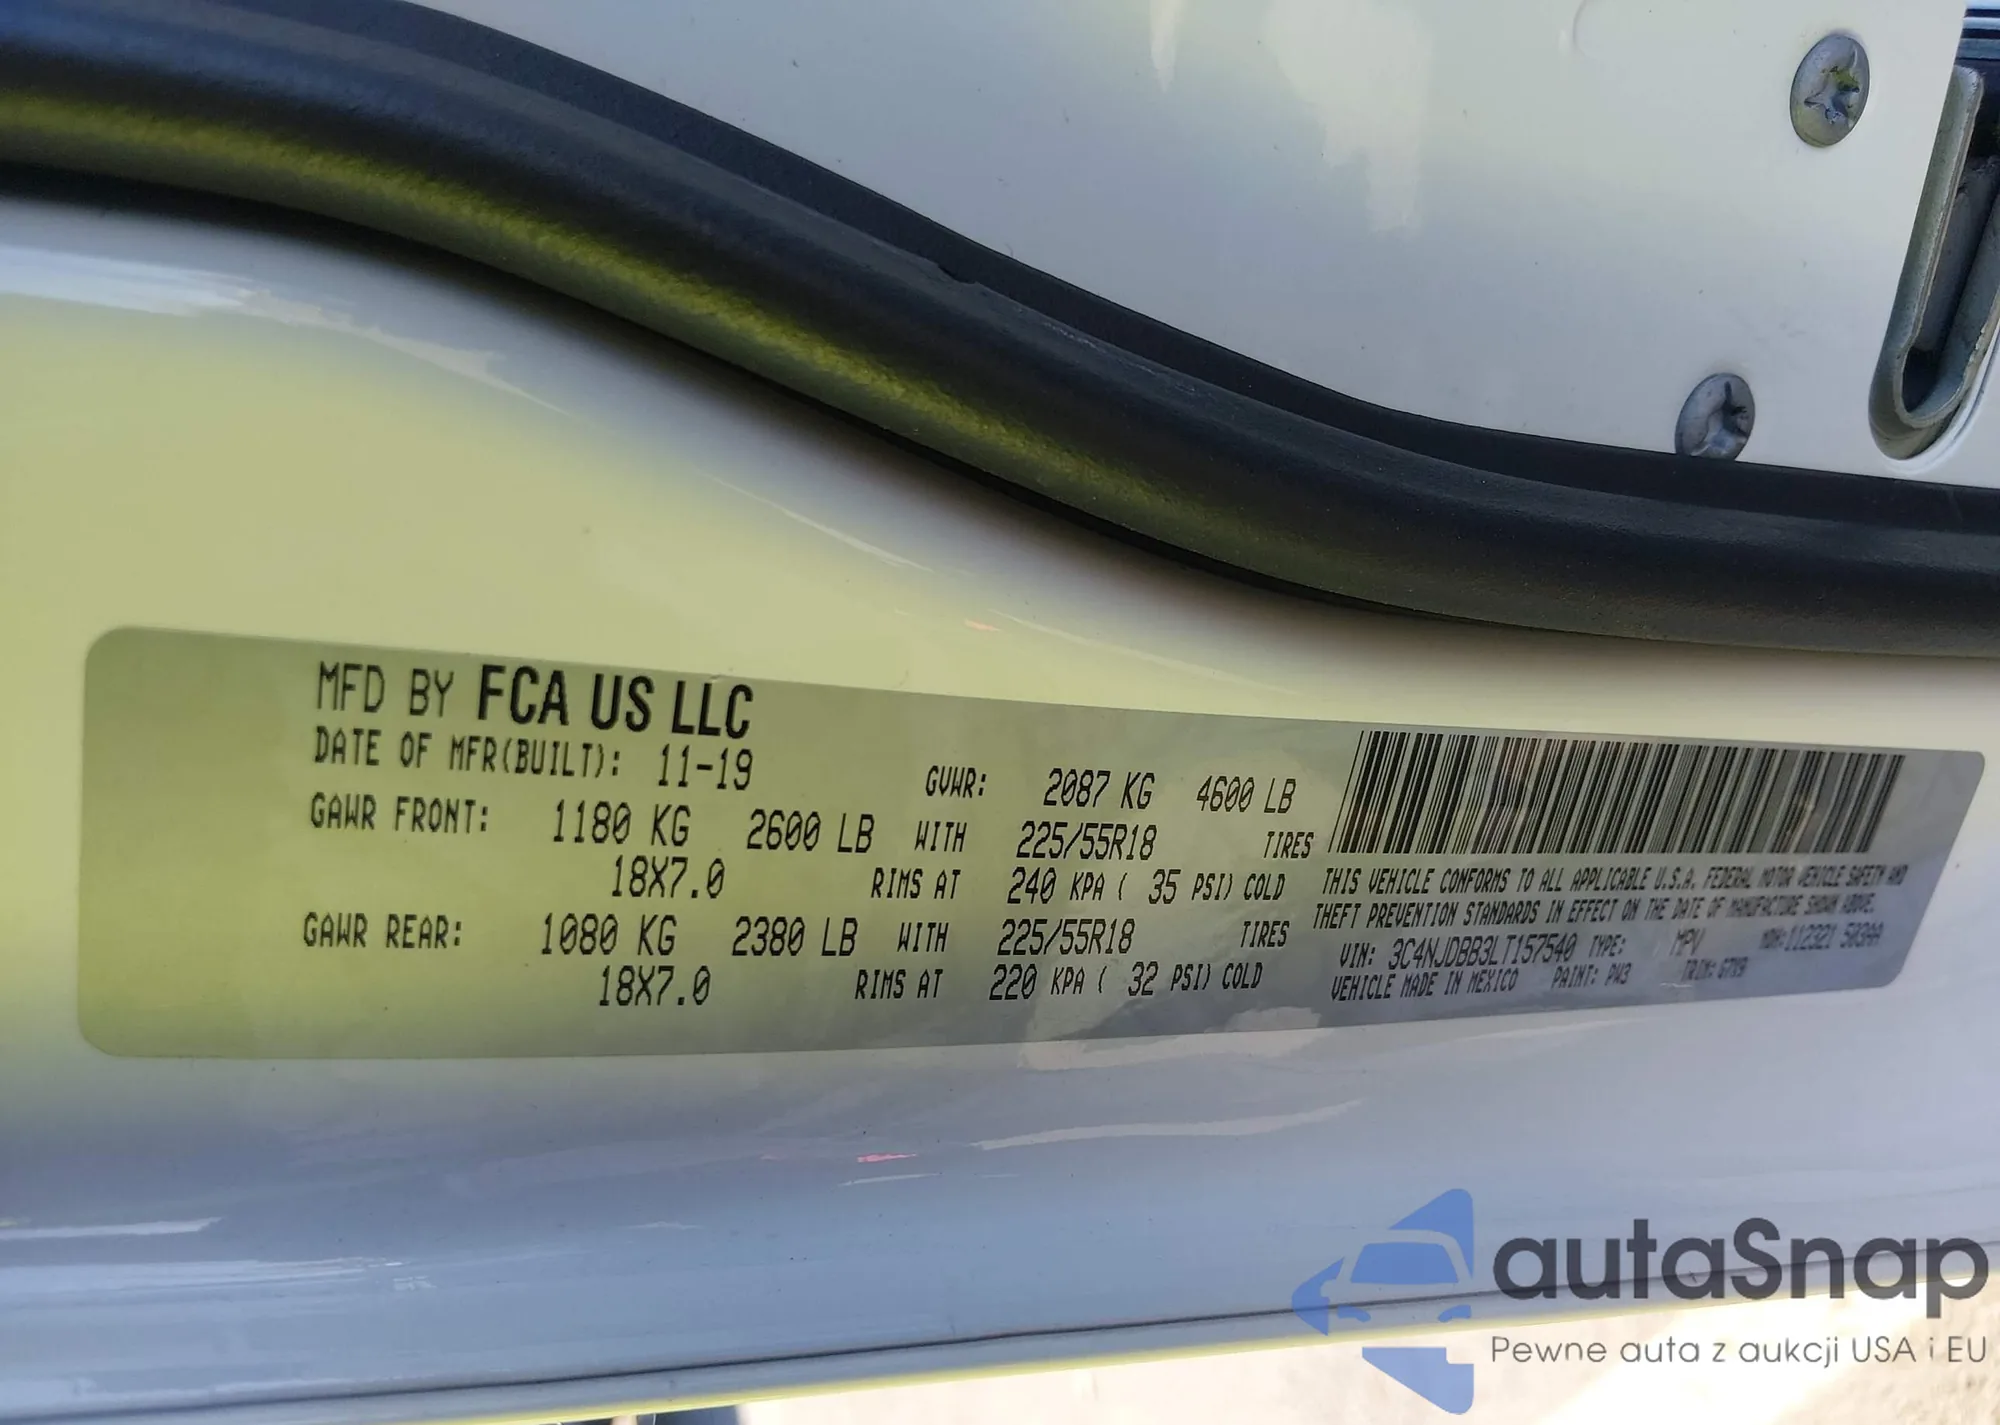 MFD BY FCA US LLC
DATE OF MFR(BUILT): 11-19
GVWR: 2087 KG 4600 LB
GAWR FRONT: 1180 KG 2600 LB WITH 225/55R18 TIRES
18X7.0 RIMS AT 240 KPA ( 35 PSI) COLD
GAWR REAR: 1080 KG 2380 LB WITH 225/55R18 TIRES
18X7.0 RIMS AT 220 KPA ( 32 PSI) COLD
THIS VEHICLE CONFORMS TO ALL APPLICABLE U.S.A. FEDERAL MOTOR VEHICLE SAFETY AND
THEFT PREVENTION STANDARDS IN EFFECT ON THE DATE OF MANUFACTURE SHOWN ABOVE.
VIN: 3C4NJDBB3LT157540 TYPE: MPV MDH:112321 503AA
VEHICLE MADE IN MEXICO PAINT: PW3 TRIM:
autaSnap
Pewne auta z aukcji USA i EU